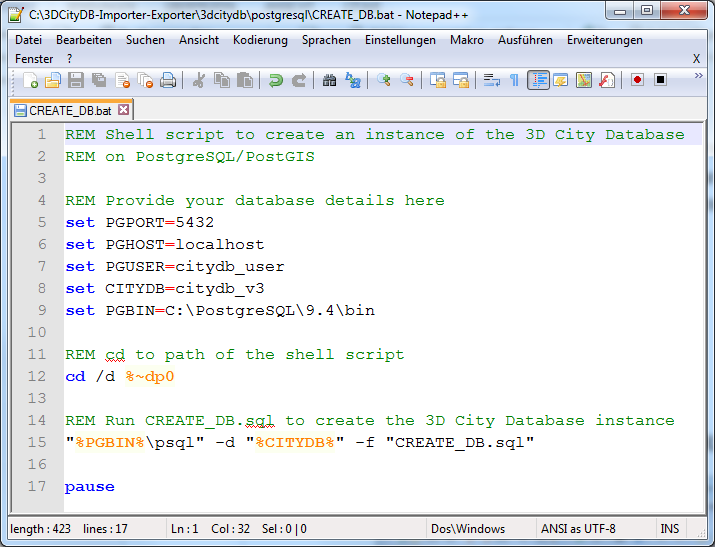 C:\3DCityDB-Importer-Exporter\3dcitydb\postgresql\CREATE_DB.bat - Notepad++
Datei Bearbeiten Suchen Ansicht Kodierung Sprachen Einstellungen Makro Ausführen Erweiterungen
Fenster ? X
CREATE_DB.bat
1 REM Shell script to create an instance of the 3D City Database
2 REM on PostgreSQL/PostGIS
3
4 REM Provide your database details here
5 set PGPORT=5432
6 set PGHOST=localhost
7 set PGUSER=citydb_user
8 set CITYDB=citydb_v3
9 set PGBIN=C:\PostgreSQL\9.4\bin
10
11 REM cd to path of the shell script
12 cd /d %~dp0
13
14 REM Run CREATE_DB.sql to create the 3D City Database instance
15 "%PGBIN%\psql" -d "%CITYDB%" -f "CREATE_DB.sql"
16
17 pause
length : 423 lines : 17 Ln : 1 Col : 32 Sel : 0 | 0 Dos\Windows ANSI as UTF-8 INS